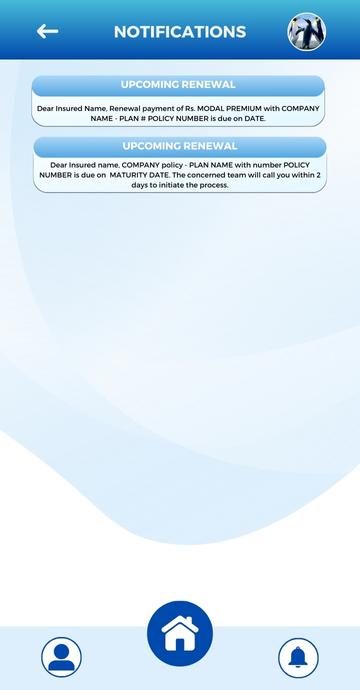 NOTIFICATIONS
UPCOMING RENEWAL
Dear Insured Name, Renewal payment of Rs. MODAL PREMIUM with COMPANY
NAME - PLAN # POLICY NUMBER is due on DATE.
UPCOMING RENEWAL
Dear Insured name, COMPANY policy - PLAN NAME with number POLICY
NUMBER is due on MATURITY DATE. The concerned team will call you within 2
days to initiate the process.